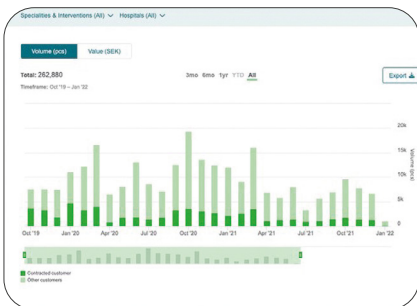 Specialities & Interventions (All) Hospitals (All)
Volume (pcs) Value (SEK)
Total: 262,880 3mo 6mo 1yr YTD All Export
Timeframe: Oct '19 – Jan '22
20k
15k
10k
5k
0
Volume (pcs)
Oct '19 Jan '20 Apr '20 Jul '20 Oct '20 Jan '21 Apr '21 Jul '21 Oct '21 Jan '22
Contracted customer
Other customers